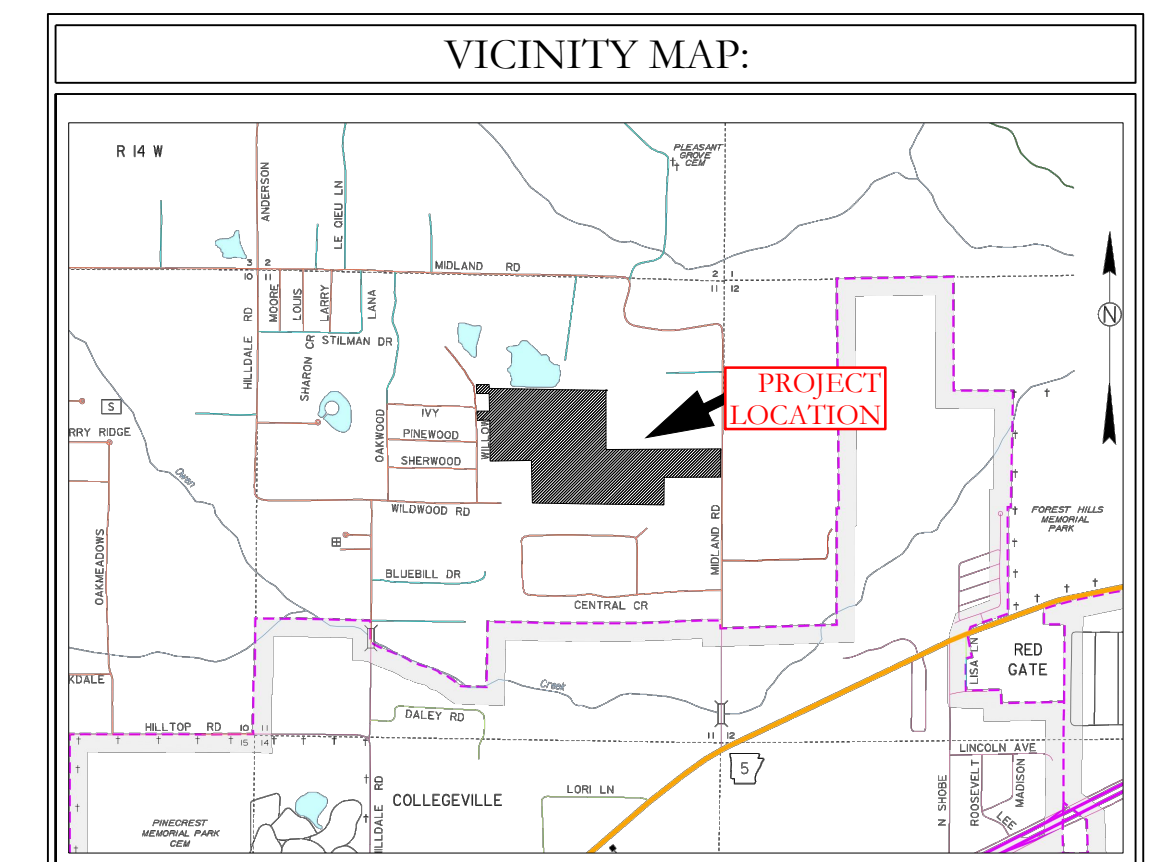 VICINITY MAP:
R 14 W
PLEASANT
GROVE
CEM
ANDERSON
LE QIEU LN
3 2
10 11
MIDLAND RD
2 1
11 12
N
HILLDALE RD
MOORE
LOUIS
LARRY
LANA
STILMAN DR
SHARON CR
PROJECT
LOCATION
S
RRY RIDGE
OAKWOOD
IVY
PINEWOOD
SHERWOOD
WILLOW
Owen
WILDWOOD RD
FOREST HILLS
MEMORIAL
PARK
OAKMEADOWS
MIDLAND RD
BLUEBILL DR
CENTRAL CR
LISA LN
RED
GATE
KDALE
Creek
DALEY RD
HILLTOP RD
10 11
15 14
11 12
5
LINCOLN AVE
LORI LN
COLLEGEVILLE
ILLDALE RD
N SHOBE
ROOSEVELT
MADISON
LEE
PINECREST
MEMORIAL PARK
CEM